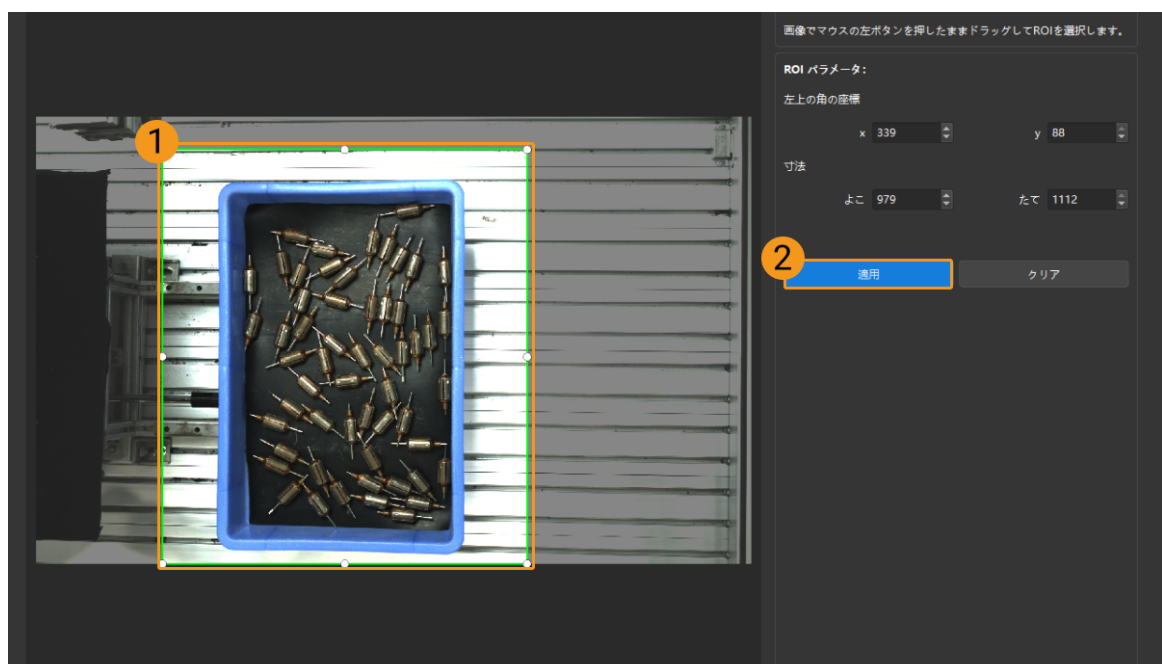 画像でマウスの左ボタンを押したままドラッグしてROIを選択します。
ROI パラメータ:
左上の角の座標
x 339 y 88
寸法
よこ 979 たて 1112
1
2
適用 クリア